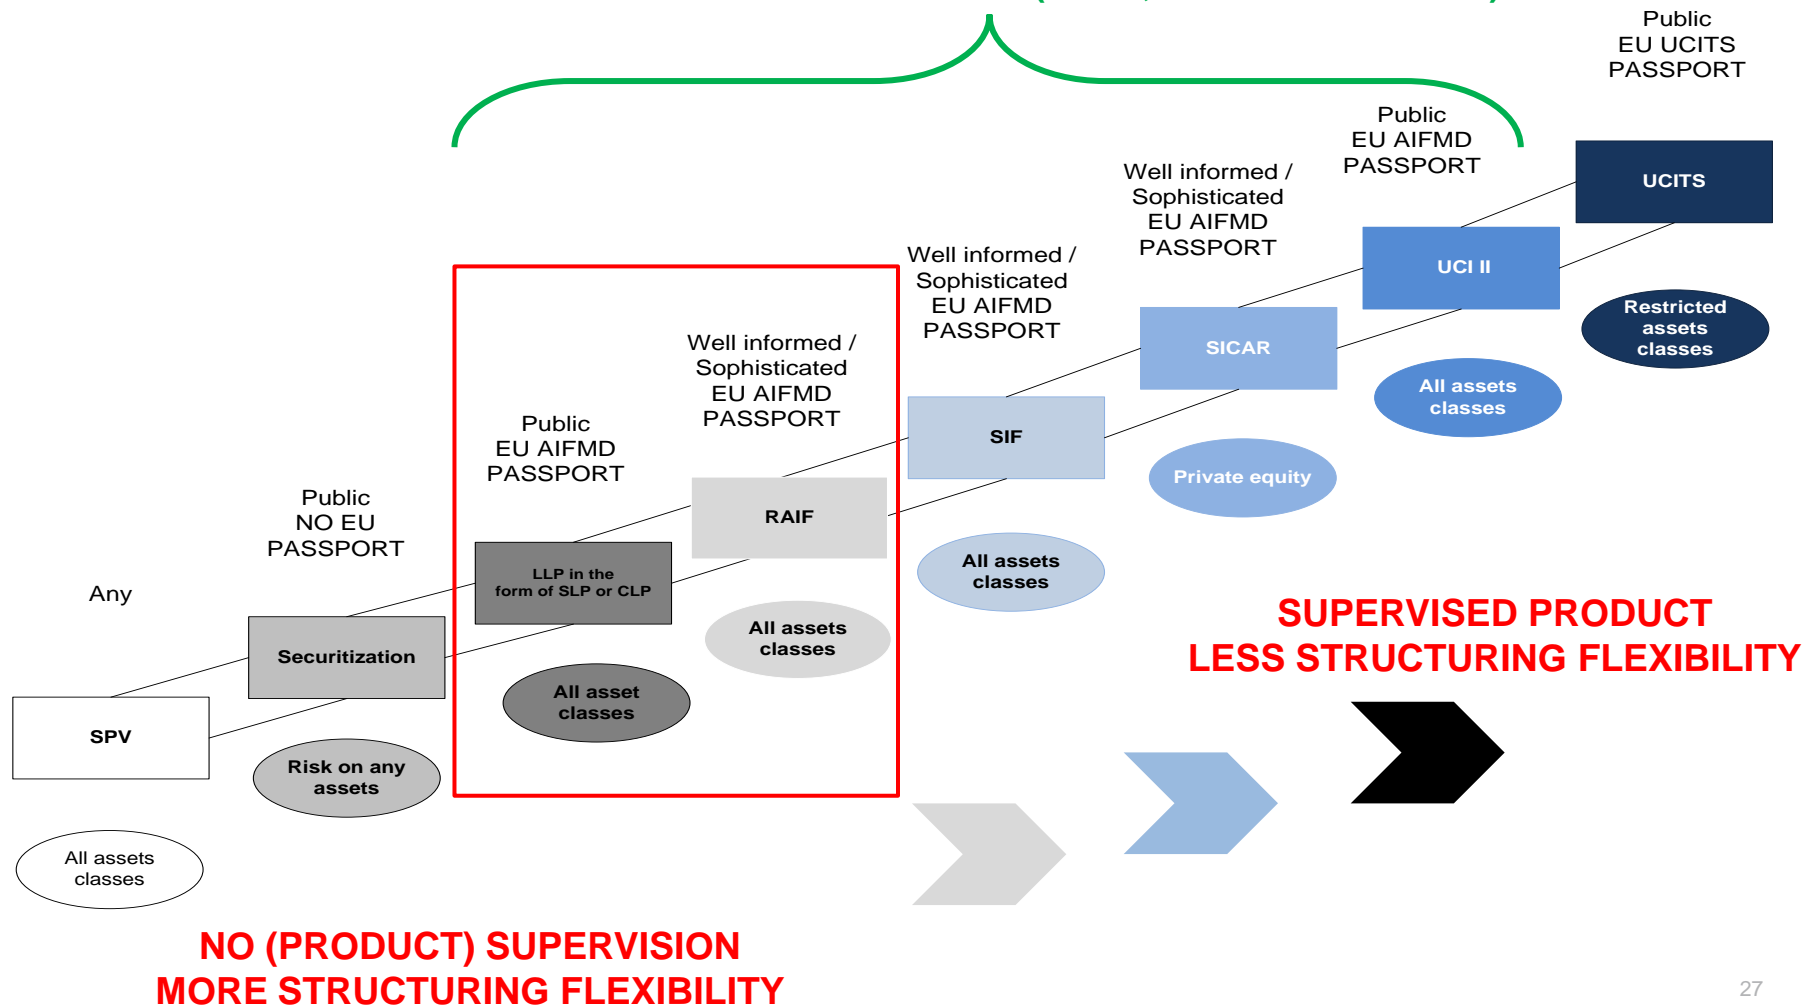 Public
EU UCITS
PASSPORT
Public
EU AIFMD
PASSPORT
UCITS
Well informed /
Sophisticated
EU AIFMD
PASSPORT
UCI II
Restricted
assets
classes
Well informed /
Sophisticated
EU AIFMD
PASSPORT
SICAR
All assets
classes
Well informed /
Sophisticated
EU AIFMD
PASSPORT
SIF
Private equity
Public
EU AIFMD
PASSPORT
RAIF
All assets
classes
Public
NO EU
PASSPORT
LLP in the
form of SLP or CLP
All assets
classes
Any
Securitization
All asset
classes
SPV
Risk on any
assets
All assets
classes
SUPERVISED PRODUCT
LESS STRUCTURING FLEXIBILITY
NO (PRODUCT) SUPERVISION
MORE STRUCTURING FLEXIBILITY
27